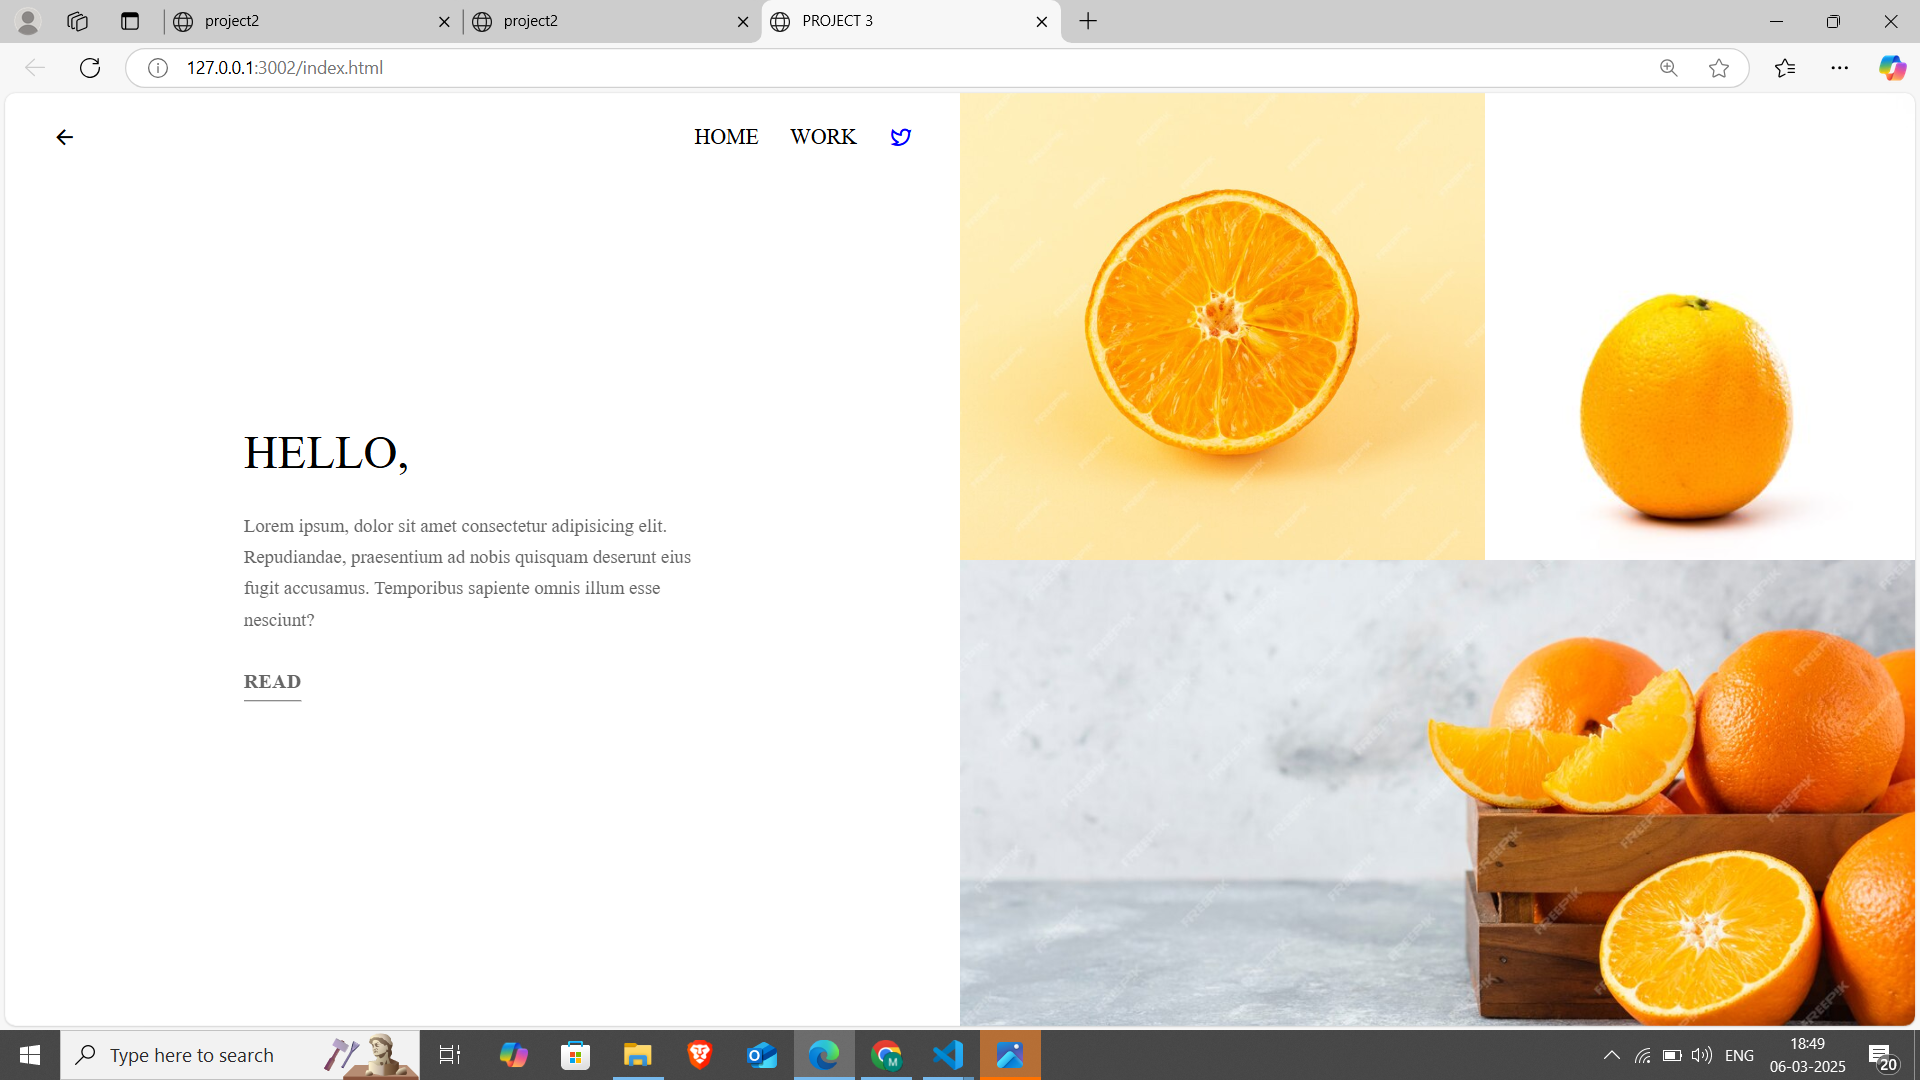 project2
project2
PROJECT 3
127.0.0.1:3002/index.html
HOME WORK
HELLO,
Lorem ipsum, dolor sit amet consectetur adipisicing elit.
Repudiandae, praesentium ad nobis quisquam deserunt eius
fugit accusamus. Temporibus sapiente omnis illum esse
nesciunt?
READ
FREEPIK
Type here to search
M
ENG
18:49
06-03-2025
20